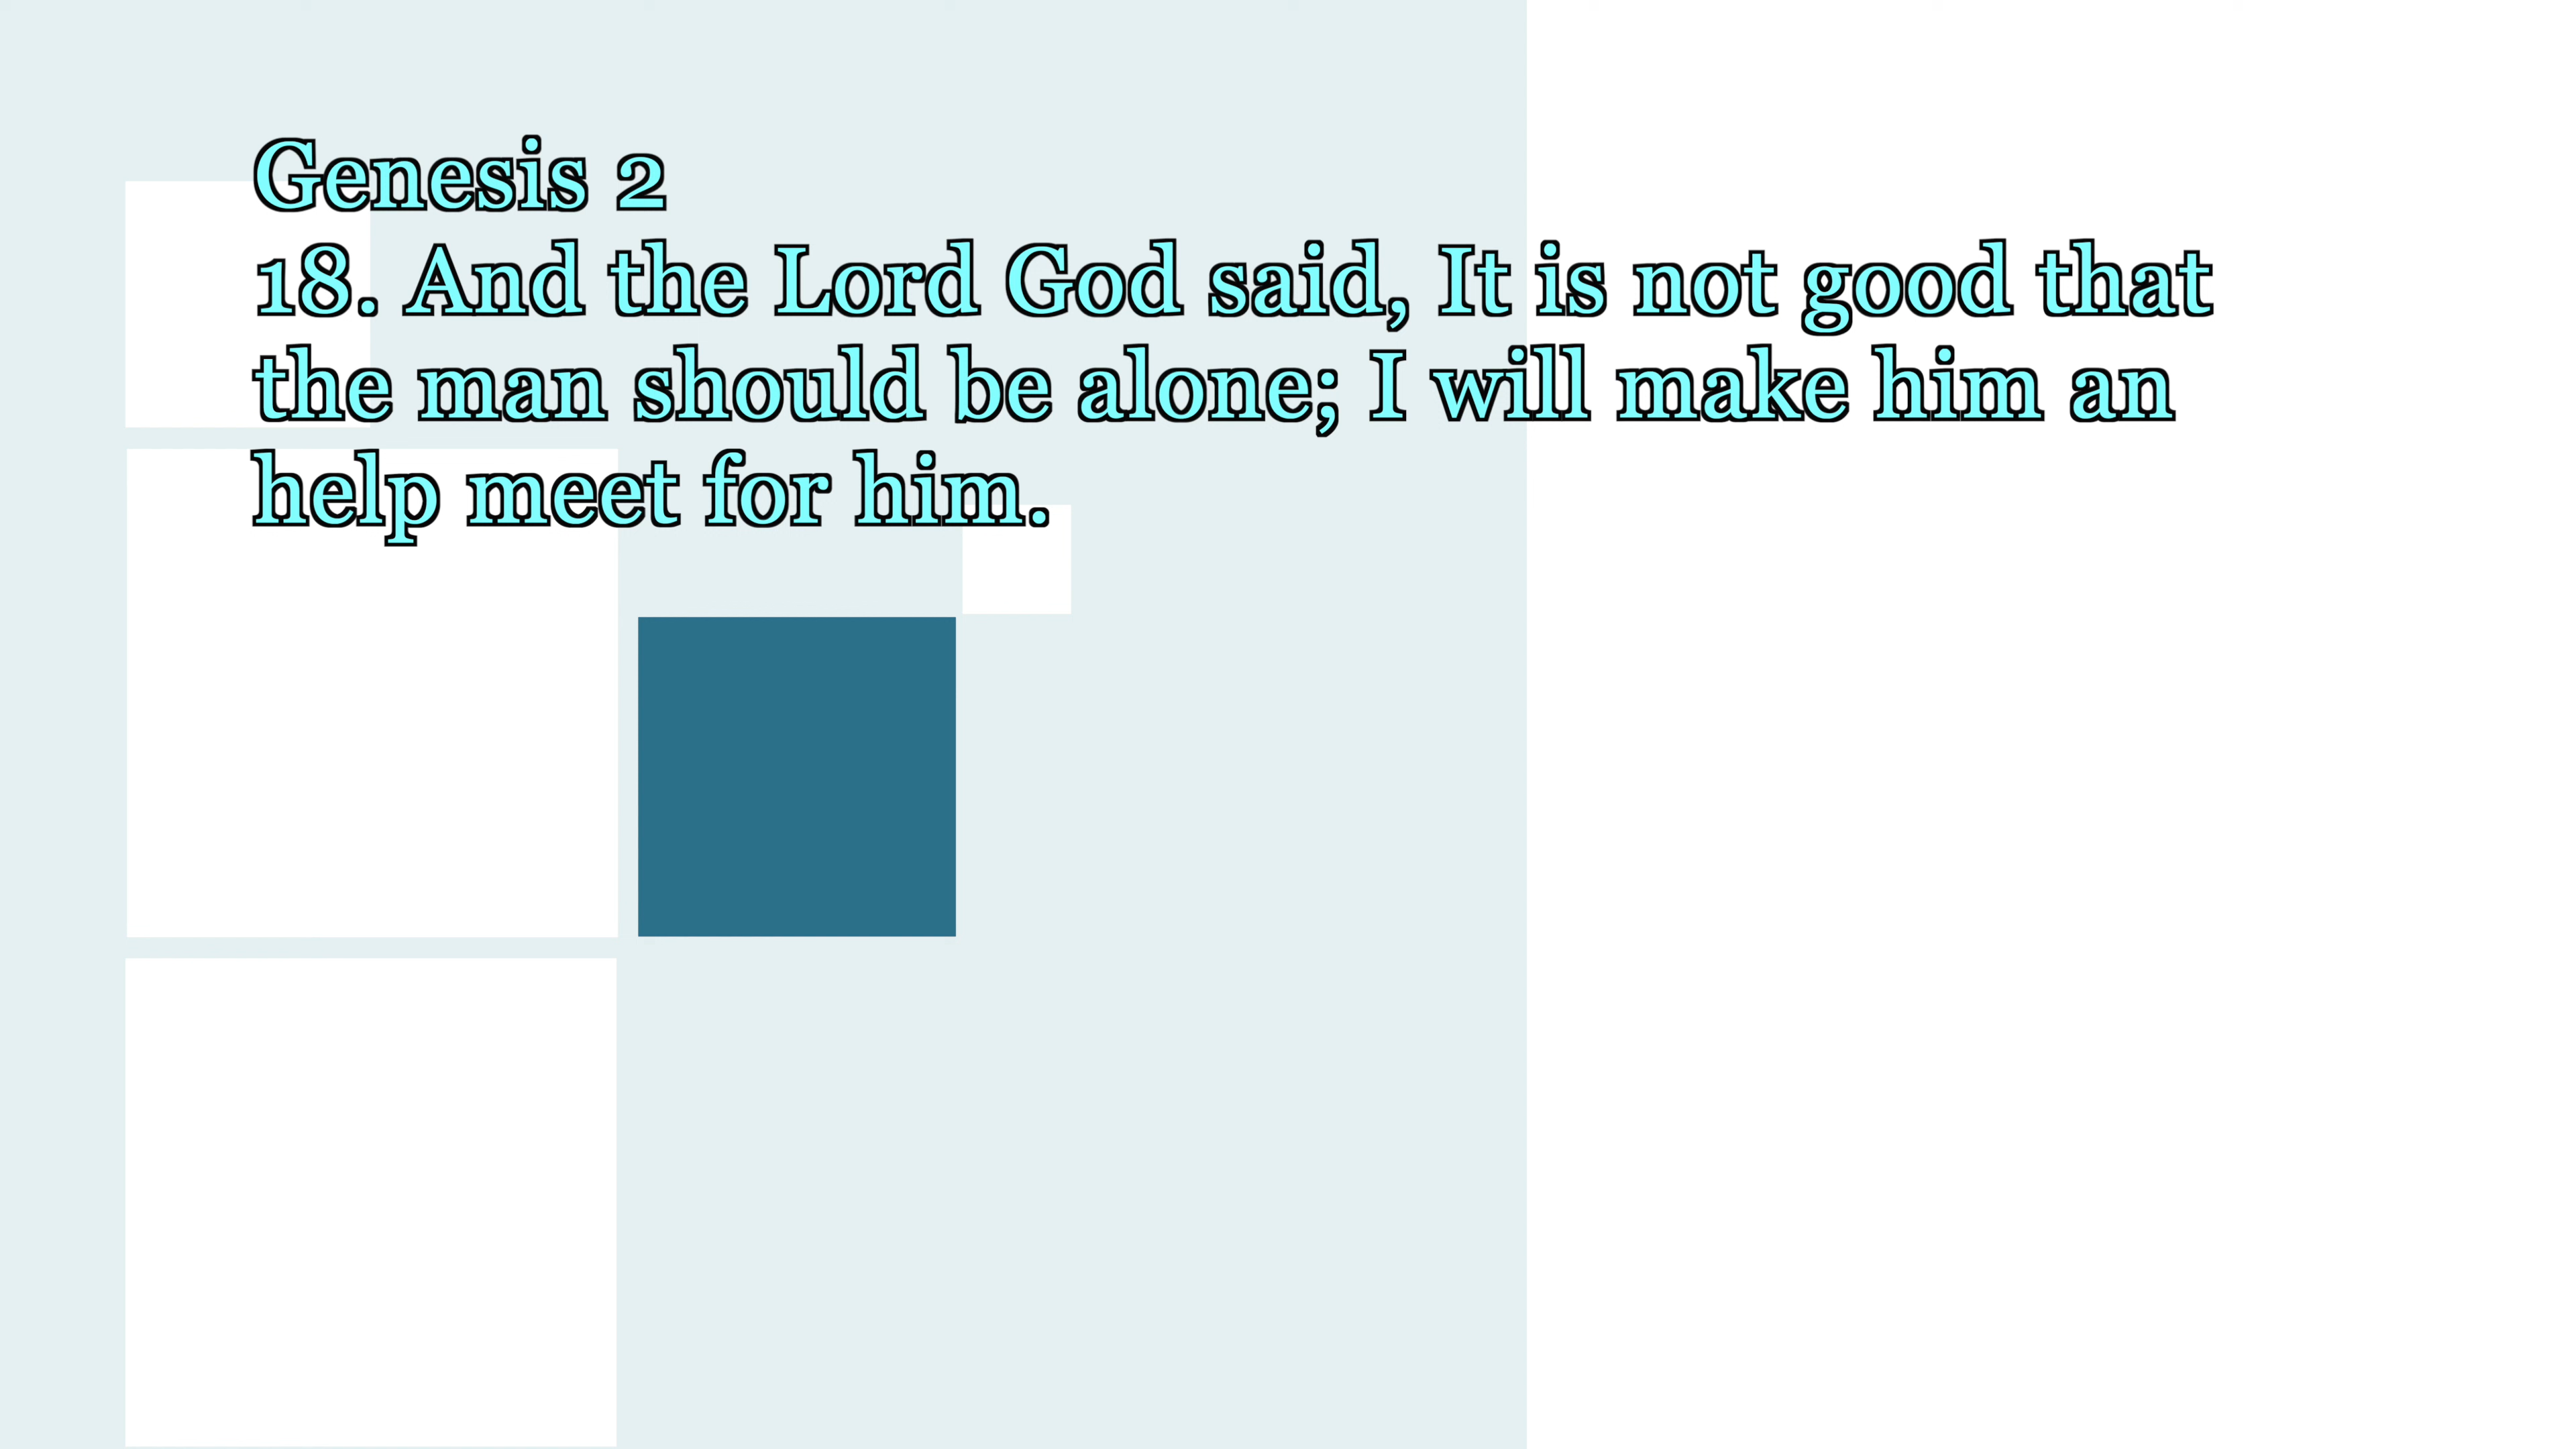 Genesis 2
18. And the Lord God said, It is not good that
the man should be alone; I will make him an
help meet for him.